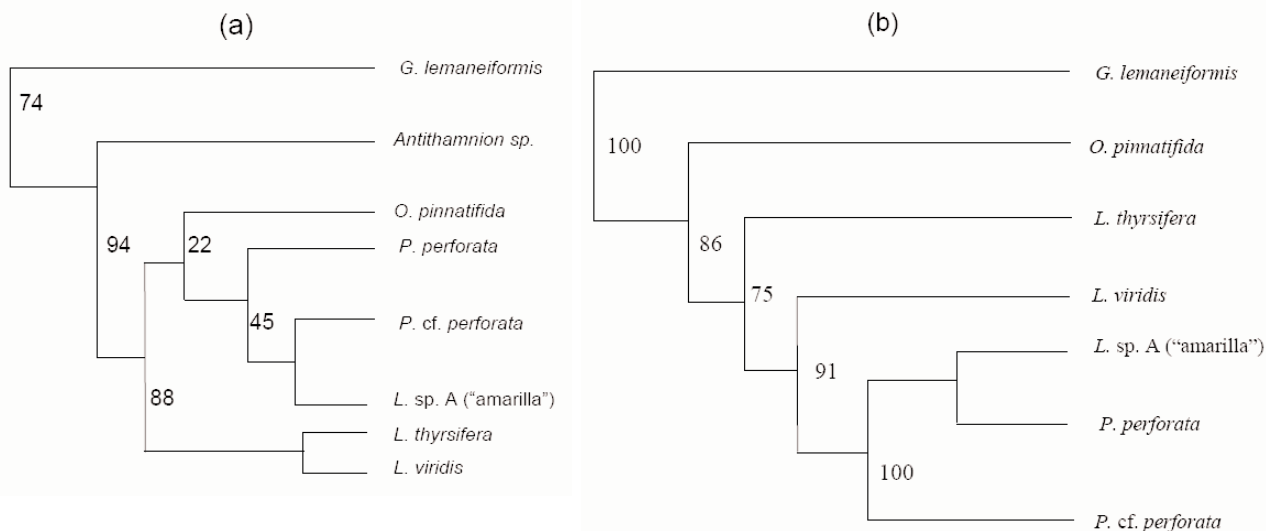 (a)
G. lemaneiformis
74
Antithamnion sp.
O. pinnatifida
94
22
P. perforata
45
P. cf. perforata
88
L. sp. A (“amarilla”)
L. thyrsifera
L. viridis
(b)
G. lemaneiformis
100
O. pinnatifida
L. thyrsifera
86
75
L. viridis
L. sp. A (“amarilla”)
91
P. perforata
100
P. cf. perforata